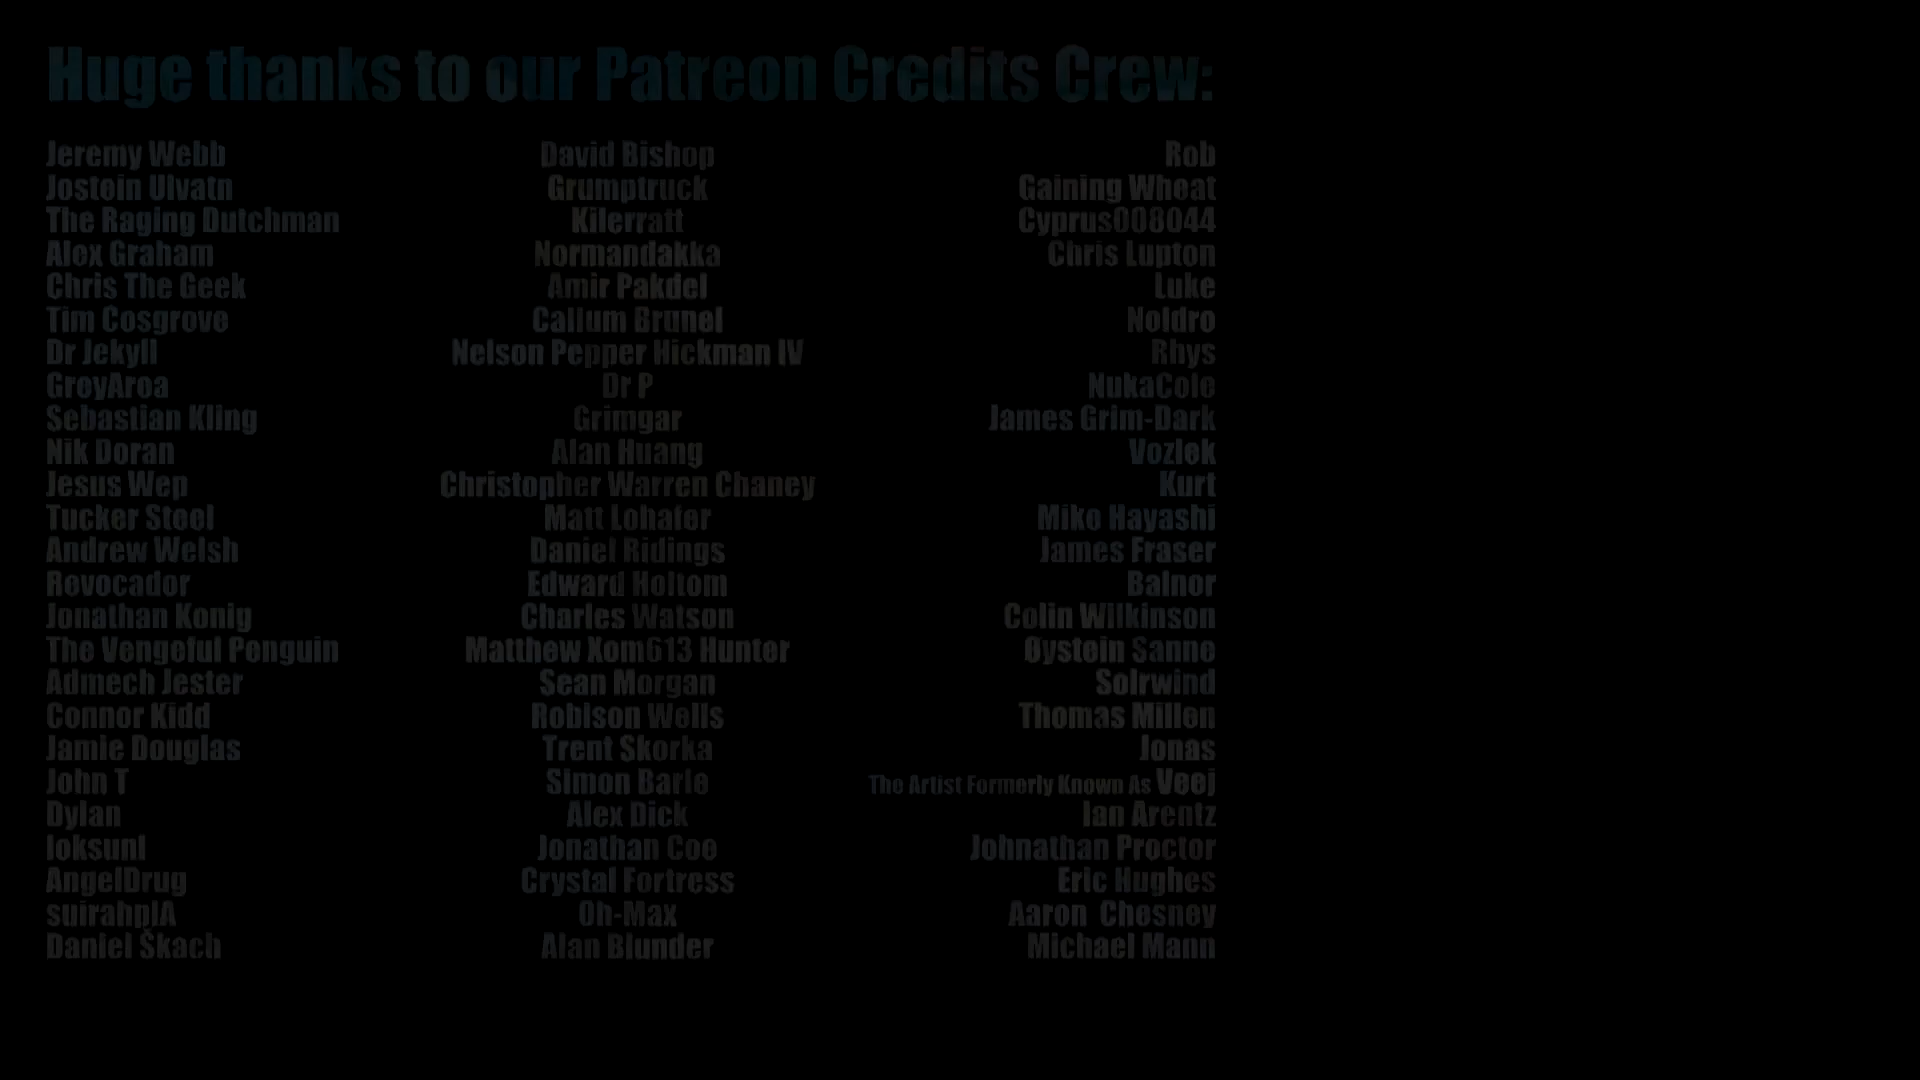 Huge thanks to our Patreon Credits Crew:
Jeremy Webb
Jostein Ulvatn
The Raging Dutchman
Alex Graham
Chris The Geek
Tim Cosgrove
Dr Jekyll
GreyAroa
Sebastian Kling
Nik Doran
Jesus Wep
Tucker Steel
Andrew Welsh
Revocador
Jonathan Konig
The Vengeful Penguin
Admech Jester
Connor Kidd
Jamie Douglas
John T
Dylan
loksunl
AngelDrug
suirahplA
Daniel Škach
David Bishop
Grumptruck
Kilerratt
Normandakka
Amir Pakdel
Callum Brunel
Nelson Pepper Hickman IV
Dr P
Grimgar
Alan Huang
Christopher Warren Chaney
Matt Lohafer
Daniel Ridings
Edward Holtom
Charles Watson
Matthew Xom613 Hunter
Sean Morgan
Robison Wells
Trent Skorka
Simon Barle
Alex Dick
Jonathan Coe
Crystal Fortress
Oh-Max
Alan Blunder
Rob
Gaining Wheat
Cyprus008044
Chris Lupton
Luke
Noldro
Rhys
NukaCole
James Grim-Dark
Vozlek
Kurt
Mike Hayashi
James Fraser
Balnor
Colin Wilkinson
Øystein Sanne
Solrwind
Thomas Millen
Jonas
The Artist Formerly Known As Veej
Ian Arentz
Johnathan Proctor
Eric Hughes
Aaron  Chesney
Michael Mann